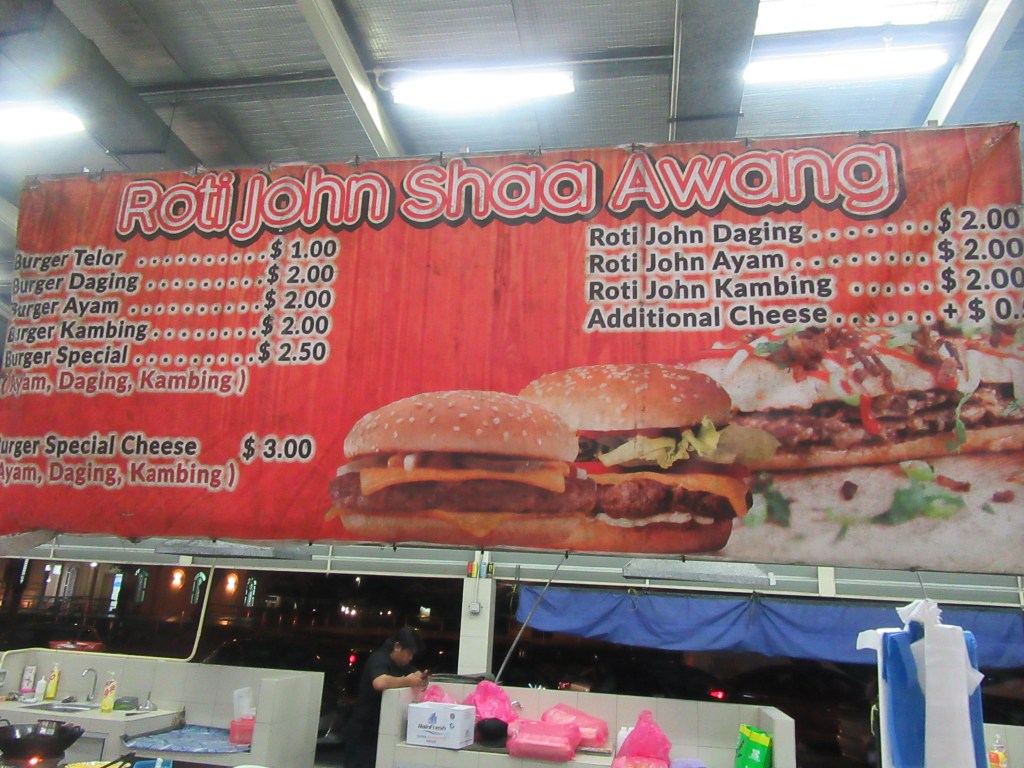 Roti John Shaa Awang
Burger Telor ............ $ 1.00
Burger Daging ......... $ 2.00
Burger Ayam ........... $ 2.00
Burger Kambing ........ $ 2.00
Burger Special ......... $ 2.50
( Ayam, Daging, Kambing )
Burger Special Cheese $ 3.00
( Ayam, Daging, Kambing )
Roti John Daging ....... $ 2.00
Roti John Ayam ........ $ 2.00
Roti John Kambing ..... $ 2.00
Additional Cheese ...... + $ 0.